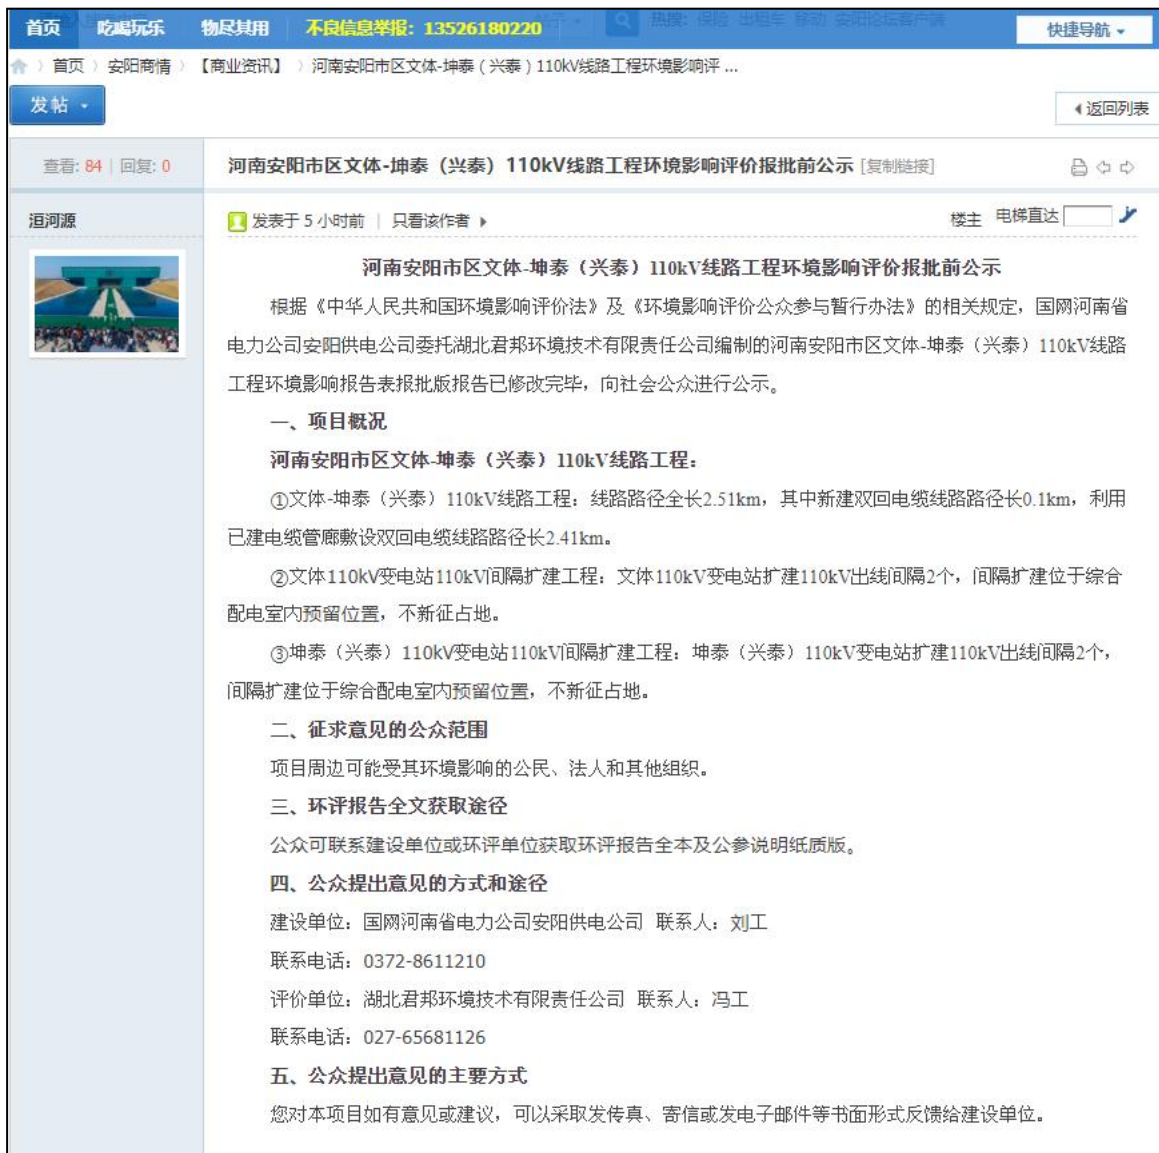 首页 吃喝玩乐 物尽其用 不良信息举报：13526180220 热搜: 保险 出租车 移动 安阳论坛客户端 快捷导航
首页 〉 安阳商情 〉 【商业资讯】 〉 河南安阳市区文体-坤泰（兴泰）110kV线路工程环境影响评 ...
发帖 返回列表
查看: 84 | 回复: 0 河南安阳市区文体-坤泰（兴泰）110kV线路工程环境影响评价报批前公示 [复制链接]
洹河源 发表于 5 小时前 | 只看该作者 楼主 电梯直达
河南安阳市区文体-坤泰（兴泰）110kV线路工程环境影响评价报批前公示
根据《中华人民共和国环境影响评价法》及《环境影响评价公众参与暂行办法》的相关规定，国网河南省
电力公司安阳供电公司委托湖北君邦环境技术有限责任公司编制的河南安阳市区文体-坤泰（兴泰）110kV线路
工程环境影响报告表报批版报告已修改完毕，向社会公众进行公示。
一、项目概况
河南安阳市区文体-坤泰（兴泰）110kV线路工程：
①文体-坤泰（兴泰）110kV线路工程：线路路径全长2.51km，其中新建双回电缆线路路径长0.1km，利用
已建电缆管廊敷设双回电缆线路路径长2.41km。
②文体110kV变电站110kV间隔扩建工程：文体110kV变电站扩建110kV出线间隔2个，间隔扩建位于综合
配电室内预留位置，不新征占地。
③坤泰（兴泰）110kV变电站110kV间隔扩建工程：坤泰（兴泰）110kV变电站扩建110kV出线间隔2个，
间隔扩建位于综合配电室内预留位置，不新征占地。
二、征求意见的公众范围
项目周边可能受其环境影响的公民、法人和其他组织。
三、环评报告全文获取途径
公众可联系建设单位或环评单位获取环评报告全本及公参说明纸质版。
四、公众提出意见的方式和途径
建设单位：国网河南省电力公司安阳供电公司 联系人：刘工
联系电话：0372-8611210
评价单位：湖北君邦环境技术有限责任公司 联系人：冯工
联系电话：027-65681126
五、公众提出意见的主要方式
您对本项目如有意见或建议，可以采取发传真、寄信或发电子邮件等书面形式反馈给建设单位。